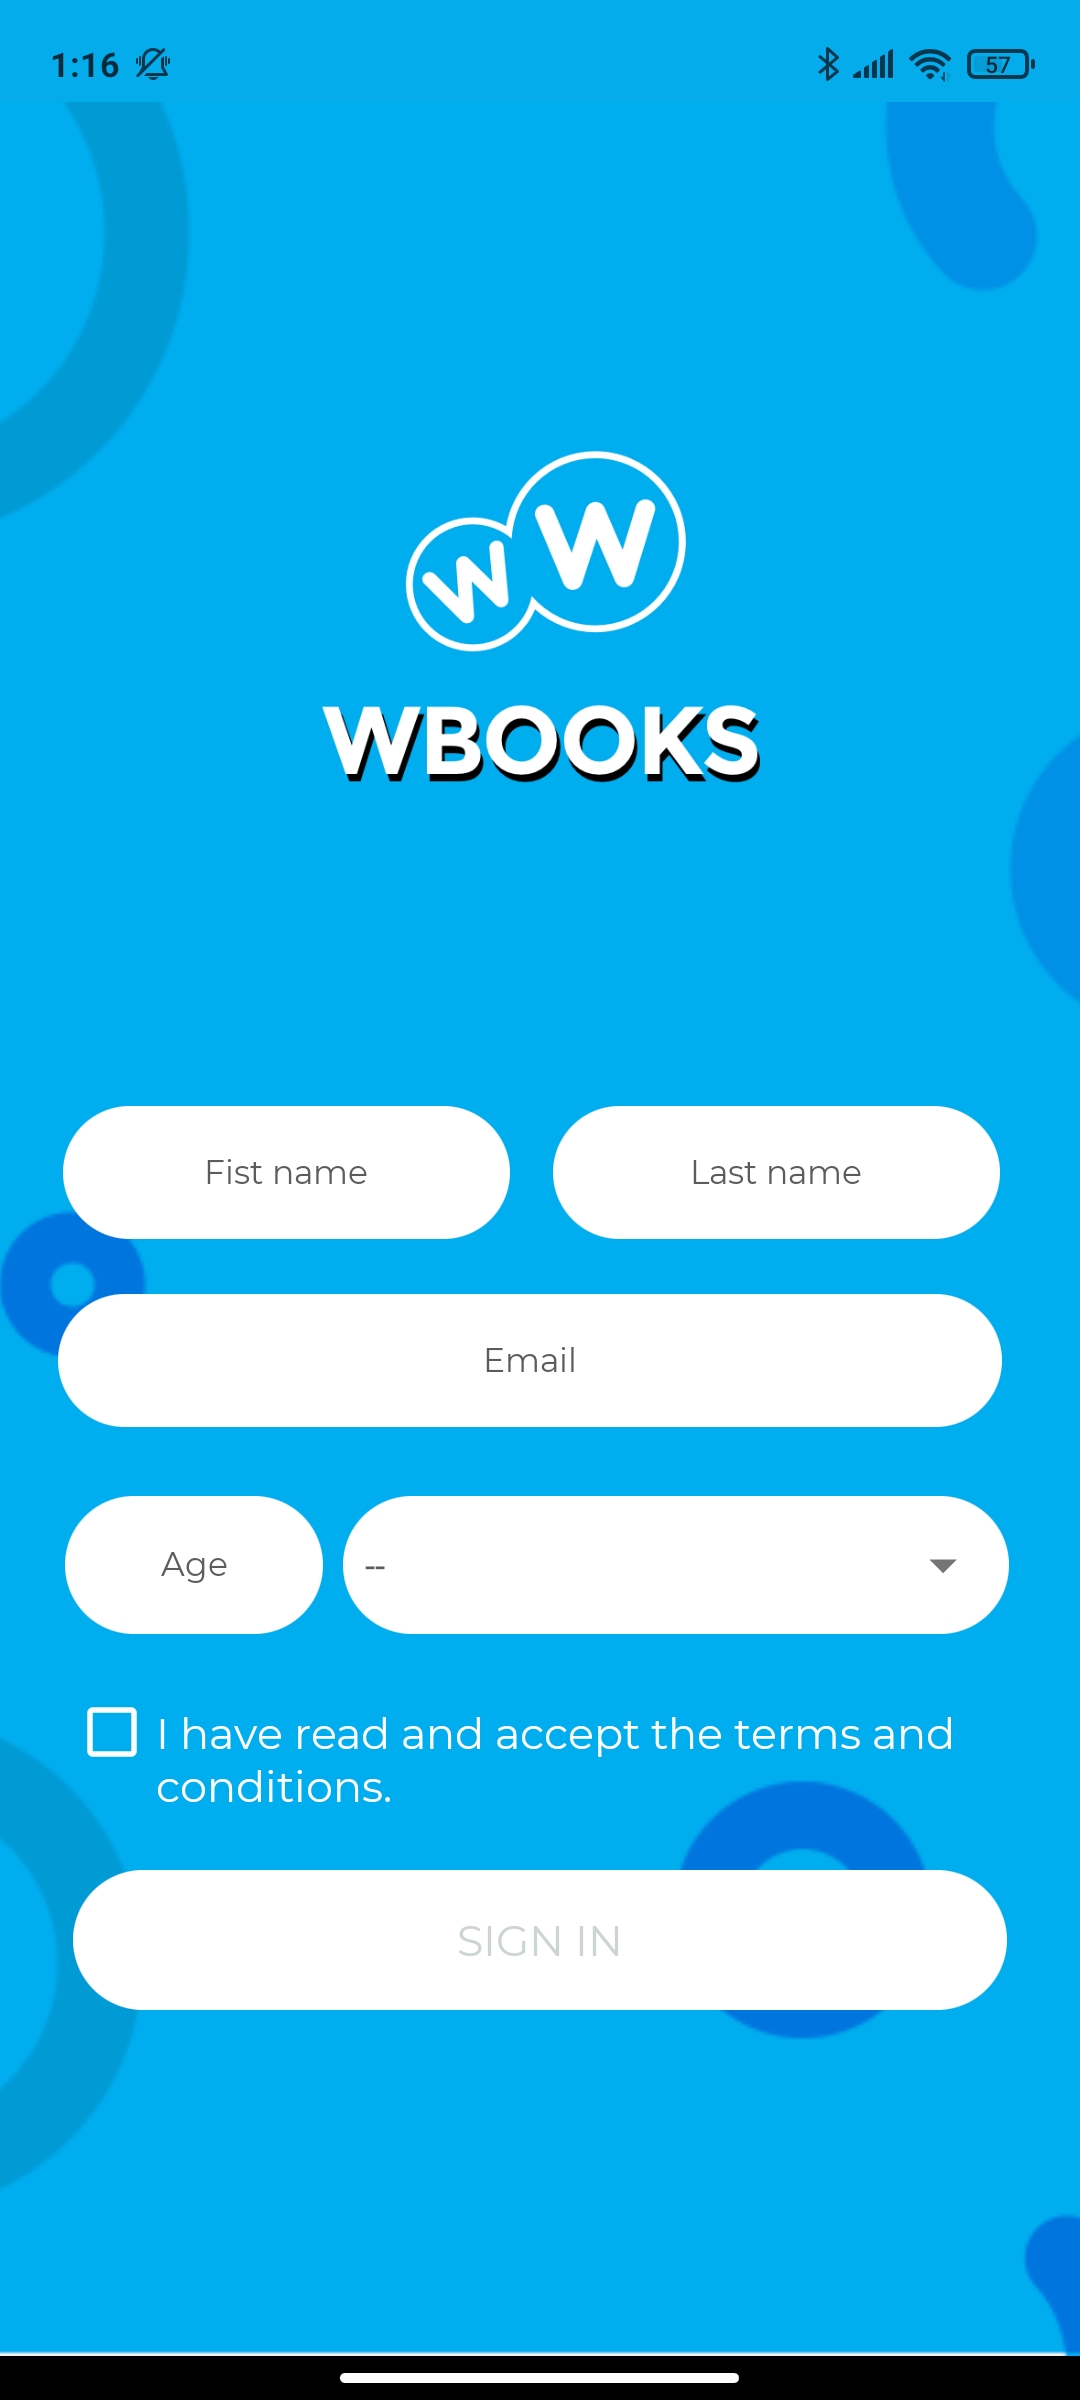 1:16
57
W W
WBOOKS
Fist name
Last name
Email
Age
--
I have read and accept the terms and
conditions.
SIGN IN